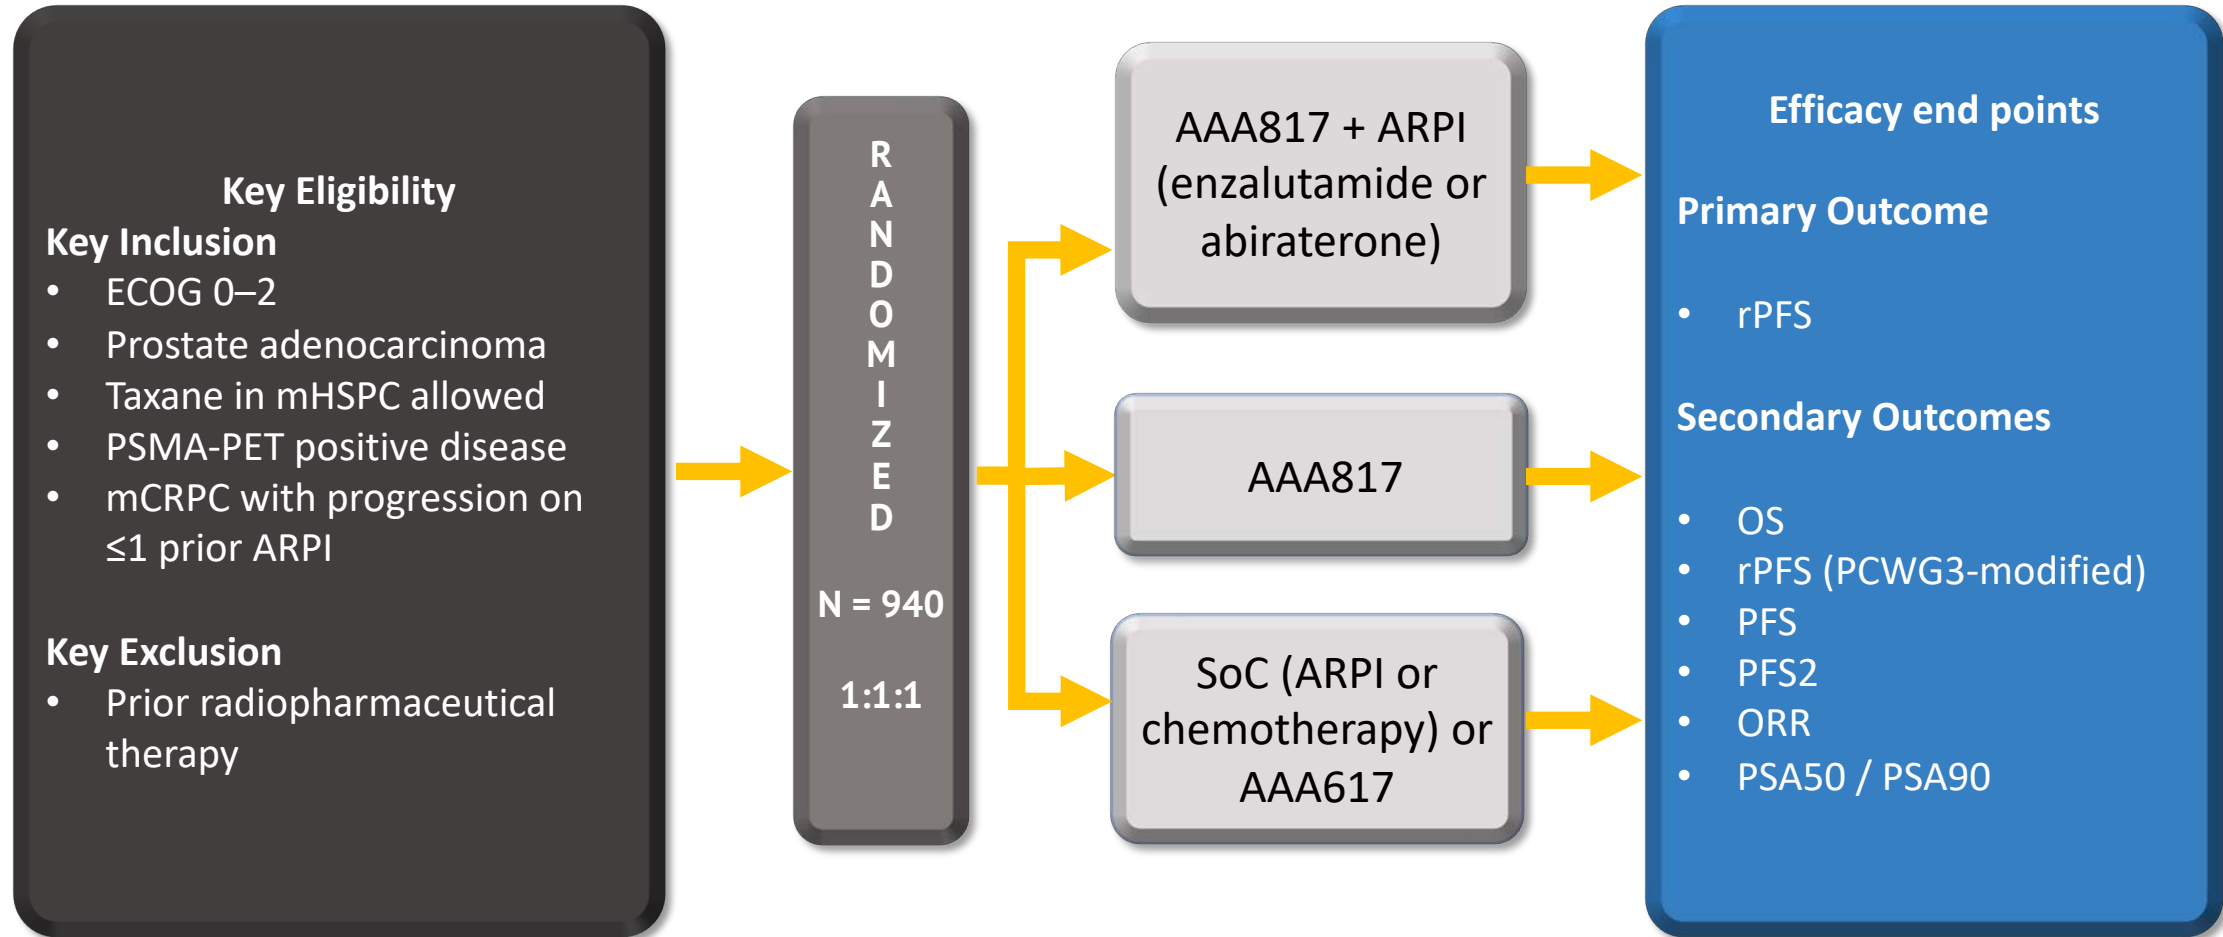 Key Eligibility
Key Inclusion
• ECOG 0–2
• Prostate adenocarcinoma
• Taxane in mHSPC allowed
• PSMA-PET positive disease
• mCRPC with progression on
≤1 prior ARPI
Key Exclusion
• Prior radiopharmaceutical
therapy
R
A
N
D
O
M
I
Z
E
D
N = 940
1:1:1
AAA817 + ARPI
(enzalutamide or
abiraterone)
AAA817
SoC (ARPI or
chemotherapy) or
AAA617
Efficacy end points
Primary Outcome
• rPFS
Secondary Outcomes
• OS
• rPFS (PCWG3-modified)
• PFS
• PFS2
• ORR
• PSA50 / PSA90